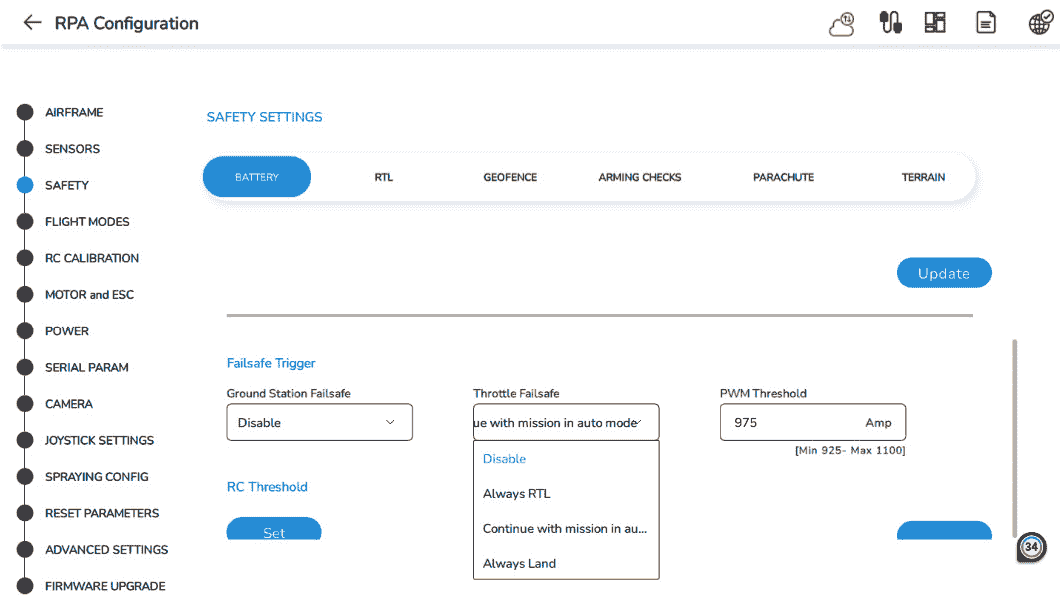 RPA Configuration
AIRFRAME
SENSORS
SAFETY
FLIGHT MODES
RC CALIBRATION
MOTOR and ESC
POWER
SERIAL PARAM
CAMERA
JOYSTICK SETTINGS
SPRAYING CONFIG
RESET PARAMETERS
ADVANCED SETTINGS
FIRMWARE UPGRADE
SAFETY SETTINGS
BATTERY RTL GEOFENCE ARMING CHECKS PARACHUTE TERRAIN
Update
Failsafe Trigger
Ground Station Failsafe
Disable
Throttle Failsafe
ue with mission in auto mode
Disable
Always RTL
Continue with mission in au...
Always Land
PWM Threshold
975 Amp
[Min 925- Max 1100]
RC Threshold
Set
34